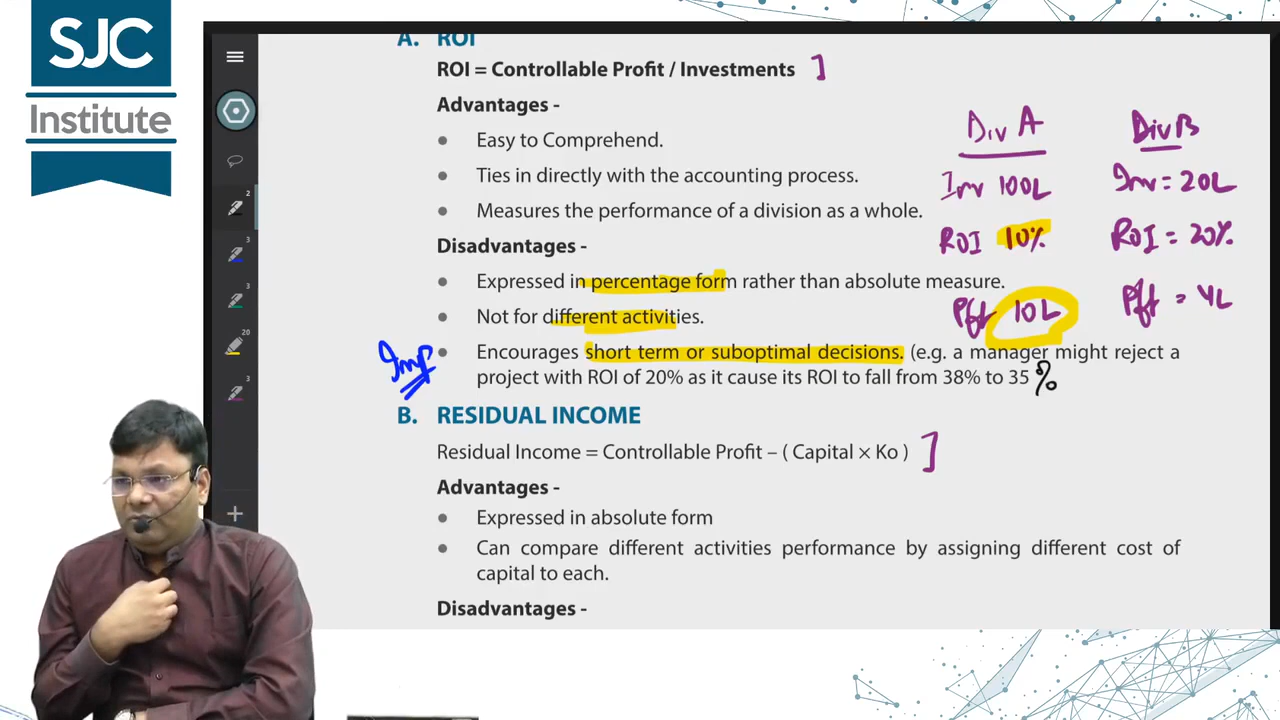 SJC
Institute
A. ROI
ROI = Controllable Profit / Investments ]
Advantages -
• Easy to Comprehend.
• Ties in directly with the accounting process.
• Measures the performance of a division as a whole.
Disadvantages -
• Expressed in percentage form rather than absolute measure.
• Not for different activities.
Imp • Encourages short term or suboptimal decisions. (e.g. a manager might reject a
project with ROI of 20% as it cause its ROI to fall from 38% to 35 %
B. RESIDUAL INCOME
Residual Income = Controllable Profit – ( Capital × Ko ) ]
Advantages -
• Expressed in absolute form
• Can compare different activities performance by assigning different cost of
capital to each.
Disadvantages -
Div A
Inv 100L
ROI 10%
Pft 10L
Div B
Inv = 20L
ROI = 20%
Pft = 4L
2
3
3
20
3